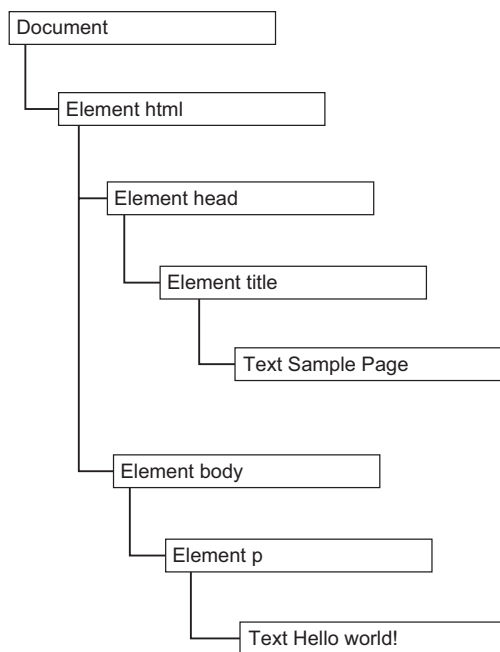 Document
Element html
Element head
Element title
Text Sample Page
Element body
Element p
Text Hello world!